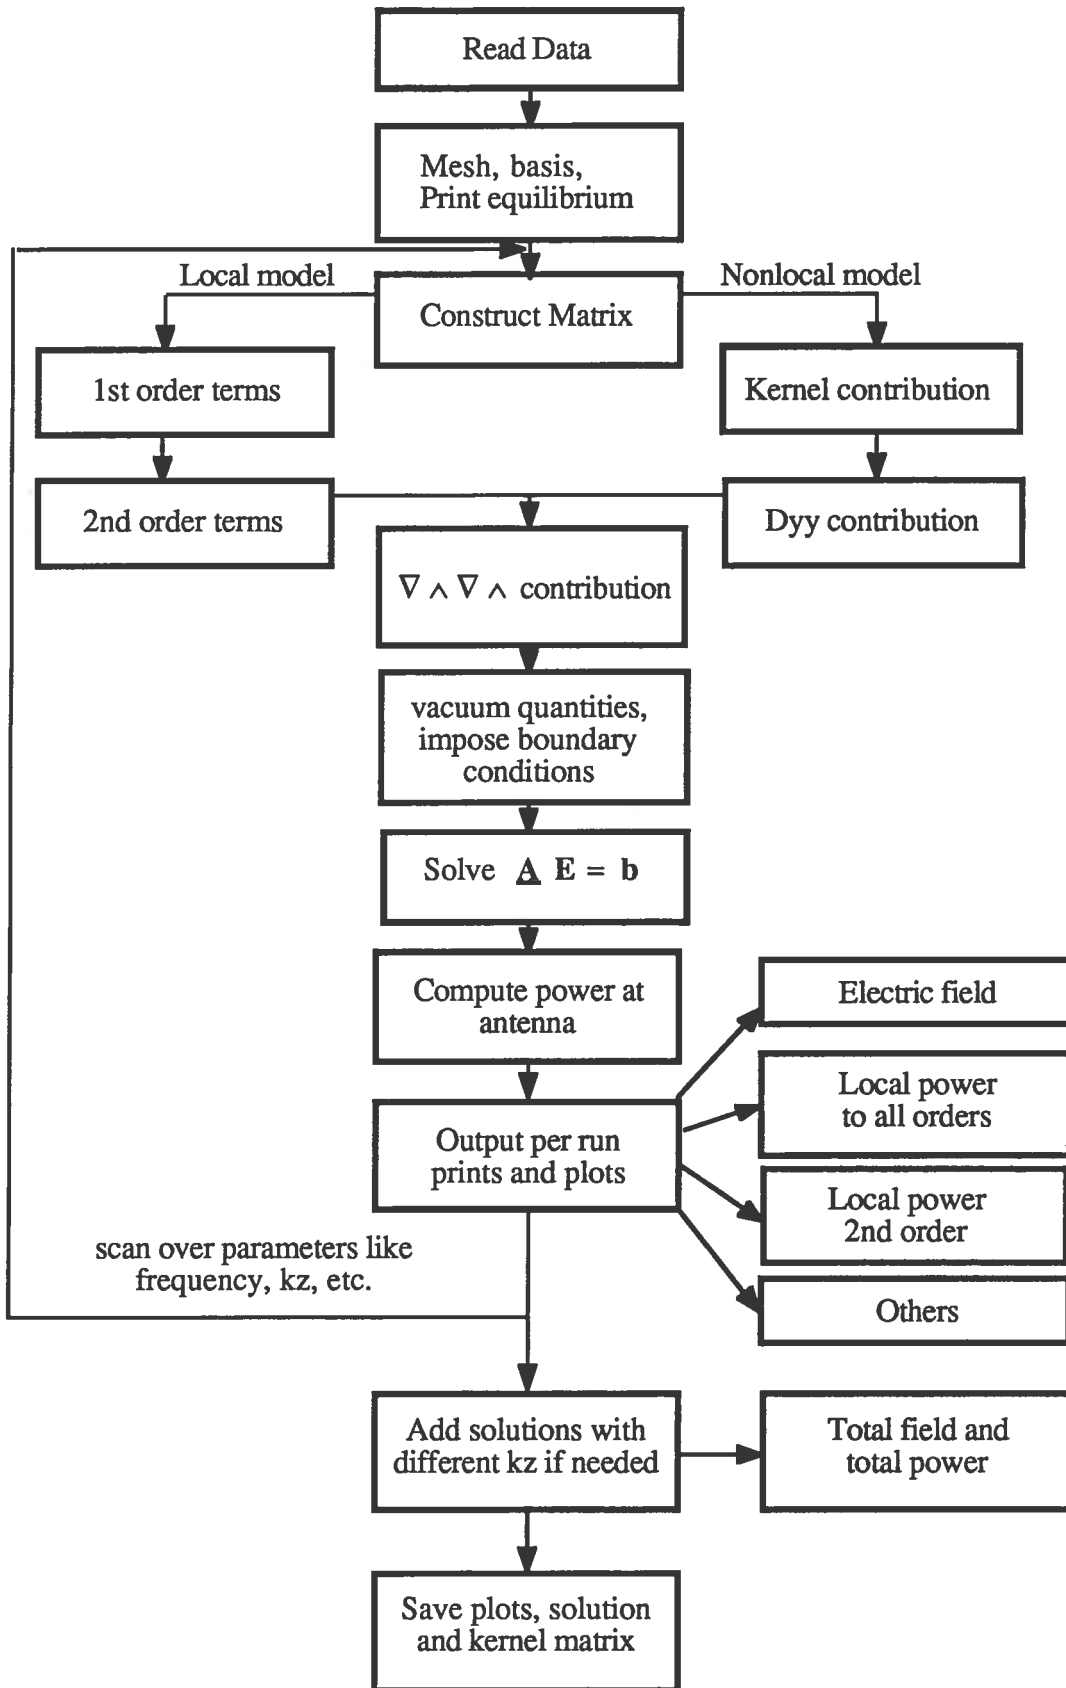 Read Data
Mesh, basis,
Print equilibrium
Local model
Nonlocal model
Construct Matrix
1st order terms
Kernel contribution
2nd order terms
Dyy contribution
∇ ∧ ∇ ∧ contribution
vacuum quantities,
impose boundary
conditions
Solve A E = b
Compute power at
antenna
Electric field
Local power
to all orders
Output per run
prints and plots
Local power
2nd order
scan over parameters like
frequency, kz, etc.
Others
Add solutions with
different kz if needed
Total field and
total power
Save plots, solution
and kernel matrix